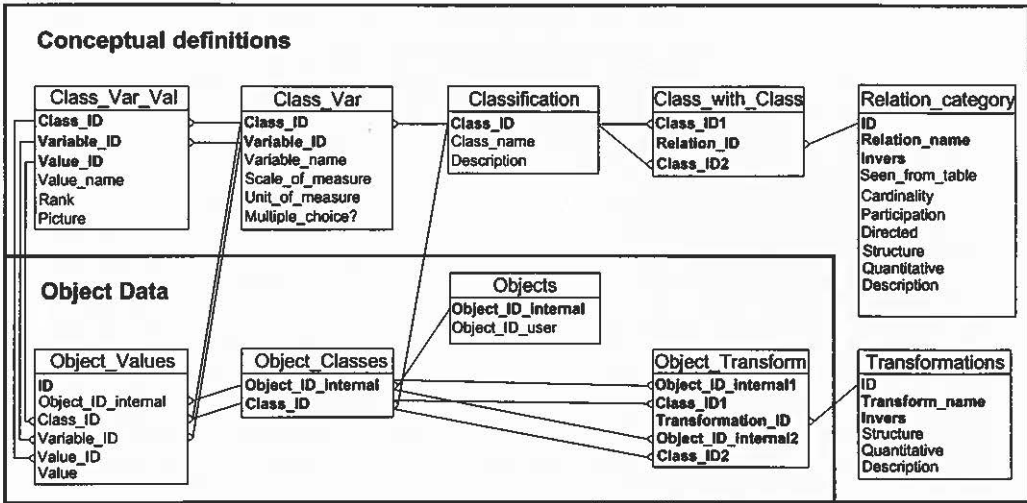 Conceptual definitions
Class_Var_Val
Class_ID
Variable_ID
Value_ID
Value_name
Rank
Picture
Class_Var
Class_ID
Variable_ID
Variable_name
Scale_of_measure
Unit_of_measure
Multiple_choice?
Classification
Class_ID
Class_name
Description
Class_with_Class
Class_ID1
Relation_ID
Class_ID2
Relation_category
ID
Relation_name
Invers
Seen_from_table
Cardinality
Participation
Directed
Structure
Quantitative
Description
Object Data
Objects
Object_ID_internal
Object_ID_user
Object_Values
ID
Object_ID_internal
Class_ID
Variable_ID
Value_ID
Value
Object_Classes
Object_ID_internal
Class_ID
Object_Transform
Object_ID_internal1
Class_ID1
Transformation_ID
Object_ID_internal2
Class_ID2
Transformations
ID
Transform_name
Invers
Structure
Quantitative
Description